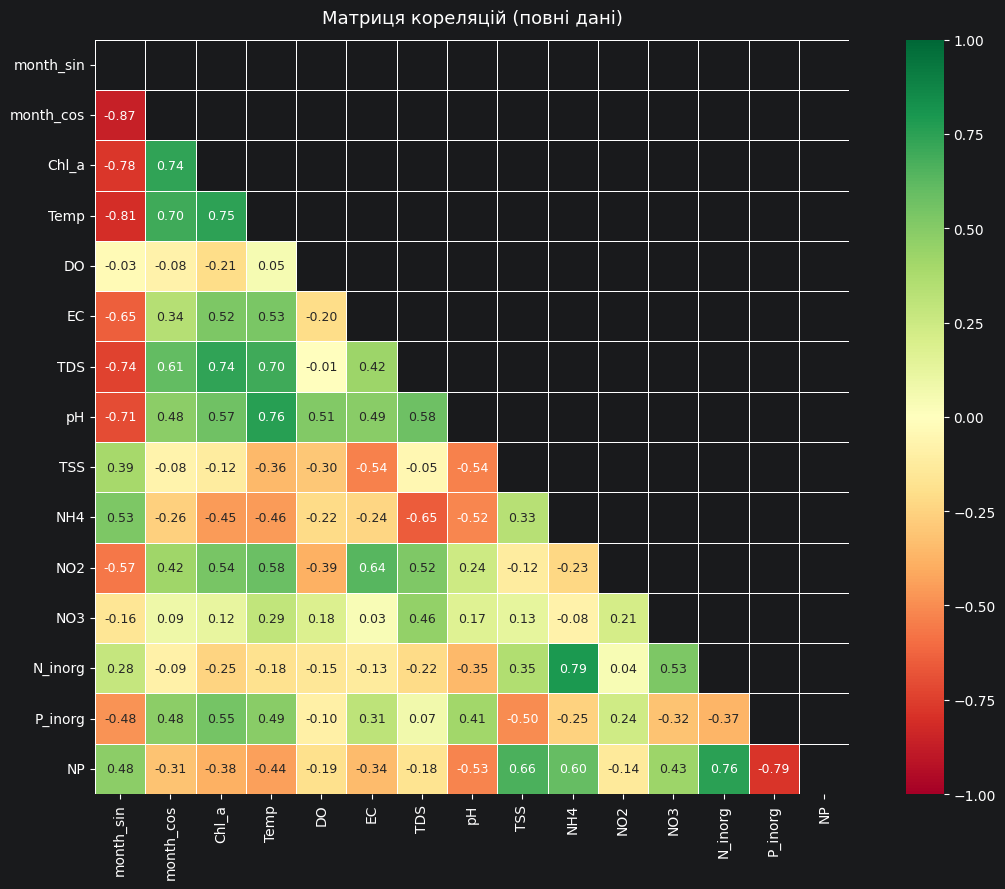 Матриця кореляцій (повні дані)
month_sin
month_cos -0.87
Chl_a -0.78 0.74
Temp -0.81 0.70 0.75
DO -0.03 -0.08 -0.21 0.05
EC -0.65 0.34 0.52 0.53 -0.20
TDS -0.74 0.61 0.74 0.70 -0.01 0.42
pH -0.71 0.48 0.57 0.76 0.51 0.49 0.58
TSS 0.39 -0.08 -0.12 -0.36 -0.30 -0.54 -0.05 -0.54
NH4 0.53 -0.26 -0.45 -0.46 -0.22 -0.24 -0.65 -0.52 0.33
NO2 -0.57 0.42 0.54 0.58 -0.39 0.64 0.52 0.24 -0.12 -0.23
NO3 -0.16 0.09 0.12 0.29 0.18 0.03 0.46 0.17 0.13 -0.08 0.21
N_inorg 0.28 -0.09 -0.25 -0.18 -0.15 -0.13 -0.22 -0.35 0.35 0.79 0.04 0.53
P_inorg -0.48 0.48 0.55 0.49 -0.10 0.31 0.07 0.41 -0.50 -0.25 0.24 -0.32 -0.37
NP 0.48 -0.31 -0.38 -0.44 -0.19 -0.34 -0.18 -0.53 0.66 0.60 -0.14 0.43 0.76 -0.79
month_sin month_cos Chl_a Temp DO EC TDS pH TSS NH4 NO2 NO3 N_inorg P_inorg NP
1.00
0.75
0.50
0.25
0.00
−0.25
−0.50
−0.75
−1.00